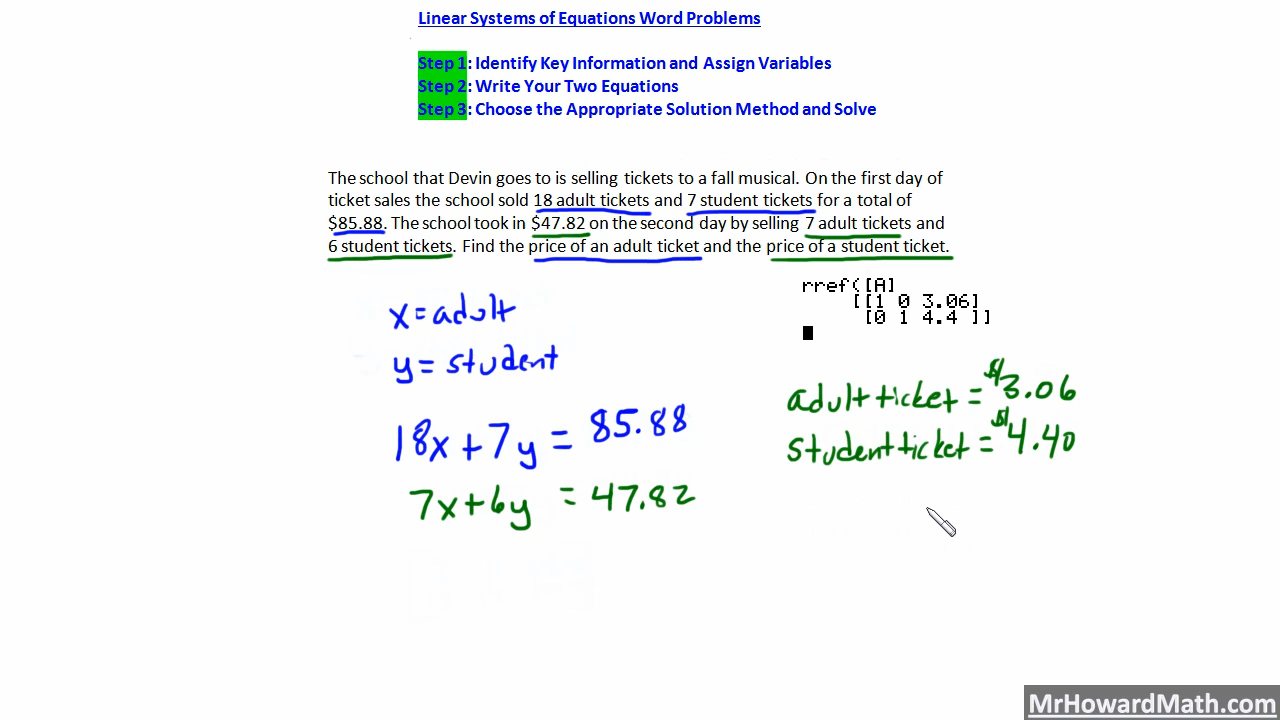 Linear Systems of Equations Word Problems
Step 1: Identify Key Information and Assign Variables
Step 2: Write Your Two Equations
Step 3: Choose the Appropriate Solution Method and Solve
The school that Devin goes to is selling tickets to a fall musical. On the first day of
ticket sales the school sold 18 adult tickets and 7 student tickets for a total of
$85.88. The school took in $47.82 on the second day by selling 7 adult tickets and
6 student tickets. Find the price of an adult ticket and the price of a student ticket.
x = adult
y = student
18x + 7y = 85.88
7x + 6y = 47.82
rref([A]
[[1 0 3.06]
[0 1 4.4 ]]
adult ticket = $3.06
student ticket = $4.40
MrHowardMath.com